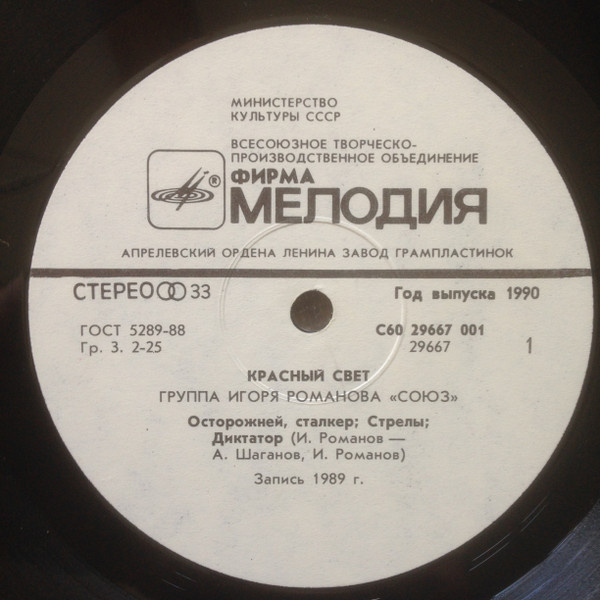 МИНИСТЕРСТВО
КУЛЬТУРЫ СССР
ВСЕСОЮЗНОЕ ТВОРЧЕСКО-
ПРОИЗВОДСТВЕННОЕ ОБЪЕДИНЕНИЕ
®
ФИРМА
МЕЛОДИЯ
АПРЕЛЕВСКИЙ ОРДЕНА ЛЕНИНА ЗАВОД ГРАМПЛАСТИНОК
СТЕРЕО 33 Год выпуска 1990
ГОСТ 5289-88 С60 29667 001
Гр. 3. 2-25 29667 1
КРАСНЫЙ СВЕТ
ГРУППА ИГОРЯ РОМАНОВА «СОЮЗ»
Осторожней, сталкер; Стрелы;
Диктатор (И. Романов —
А. Шаганов, И. Романов)
Запись 1989 г.